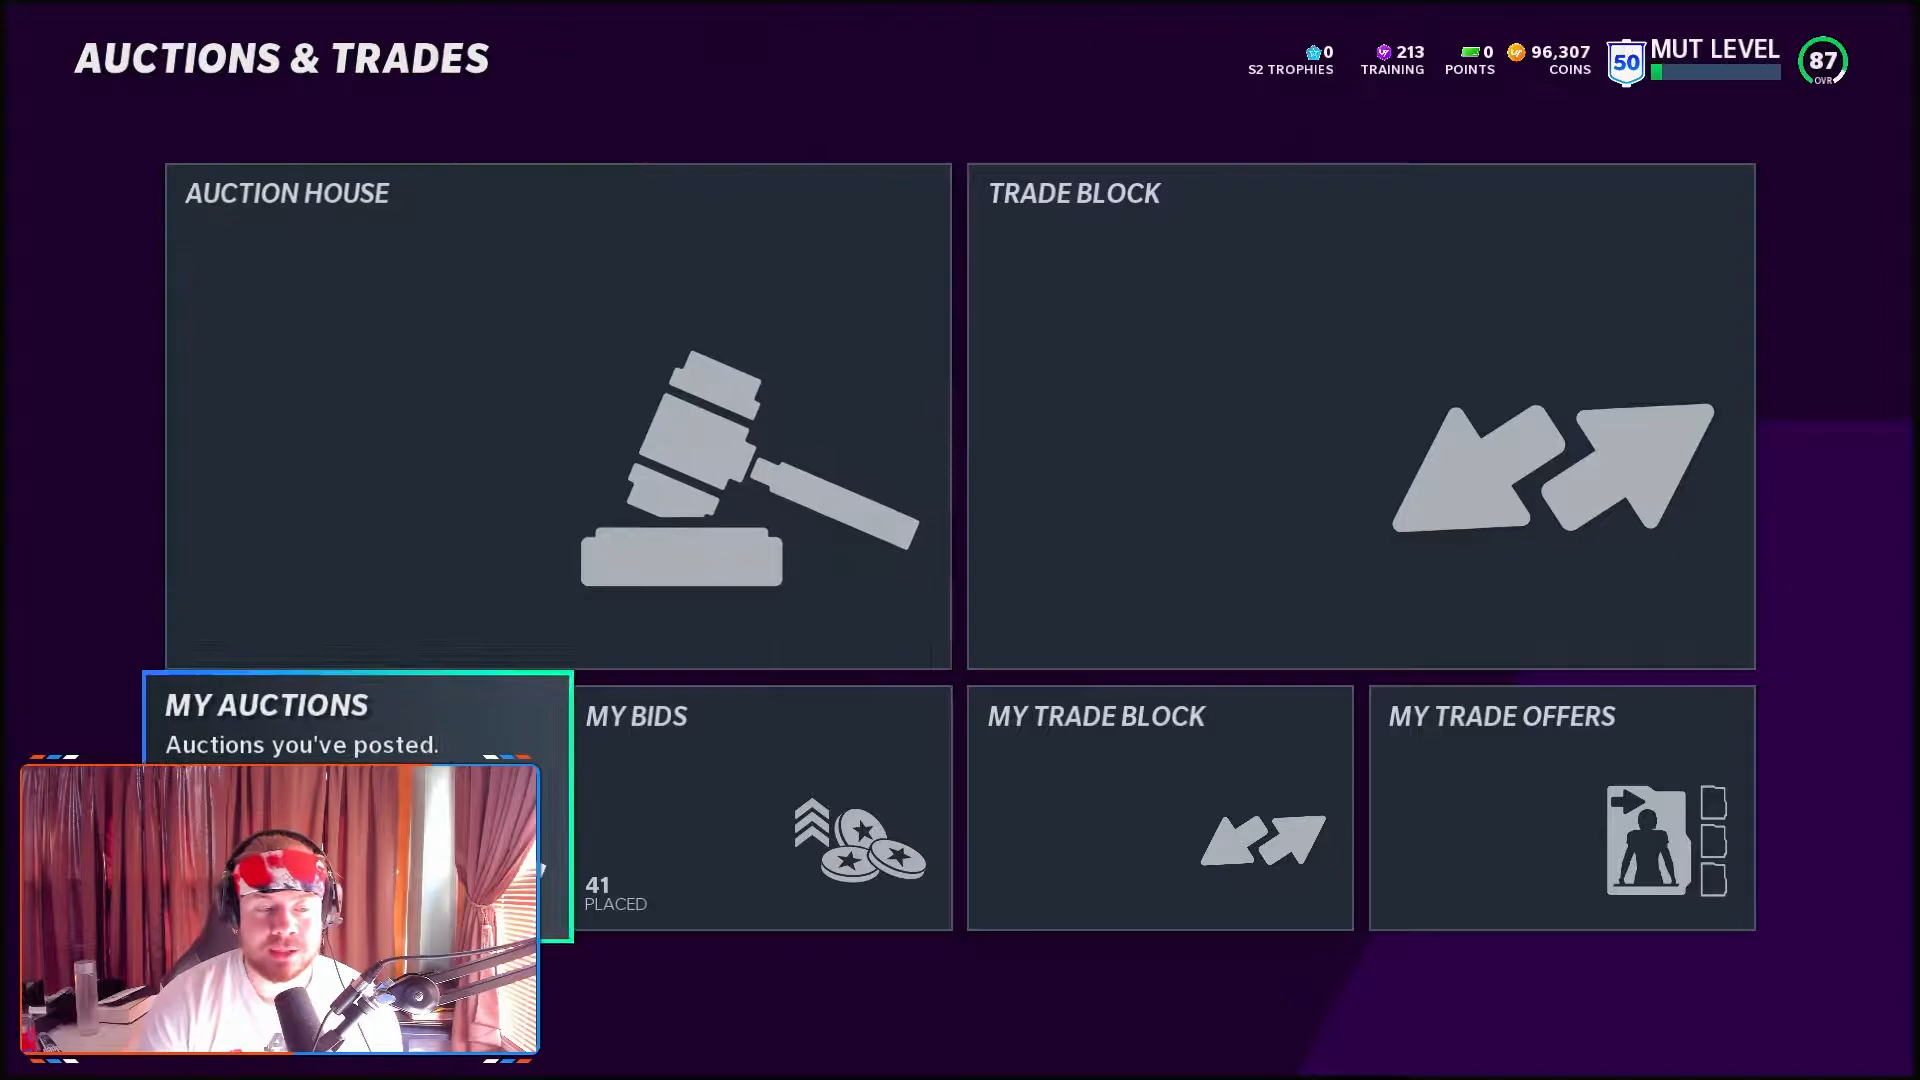 AUCTIONS & TRADES
0
S2 TROPHIES
213
TRAINING
0
POINTS
96,307
COINS
50
MUT LEVEL
87
OVR
AUCTION HOUSE
TRADE BLOCK
MY AUCTIONS
Auctions you've posted.
MY BIDS
41
PLACED
MY TRADE BLOCK
MY TRADE OFFERS